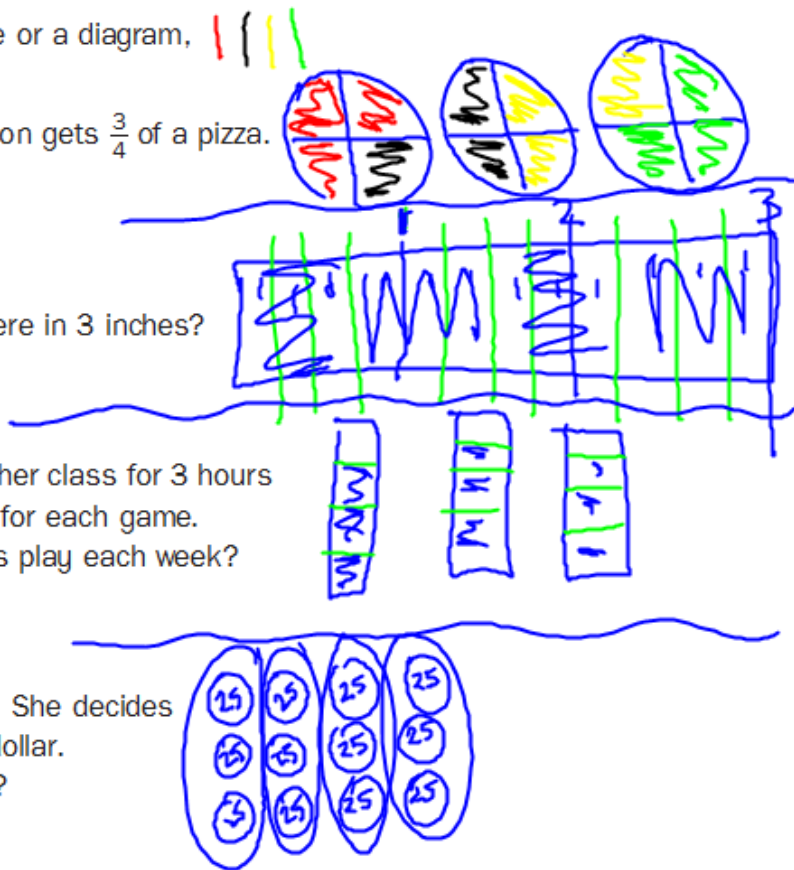 e or a diagram,
on gets 3/4 of a pizza.
1 2 3
ere in 3 inches?
her class for 3 hours
for each game.
s play each week?
25 25 25 25
She decides
25 25 25 25
dollar.
?
25 25 25